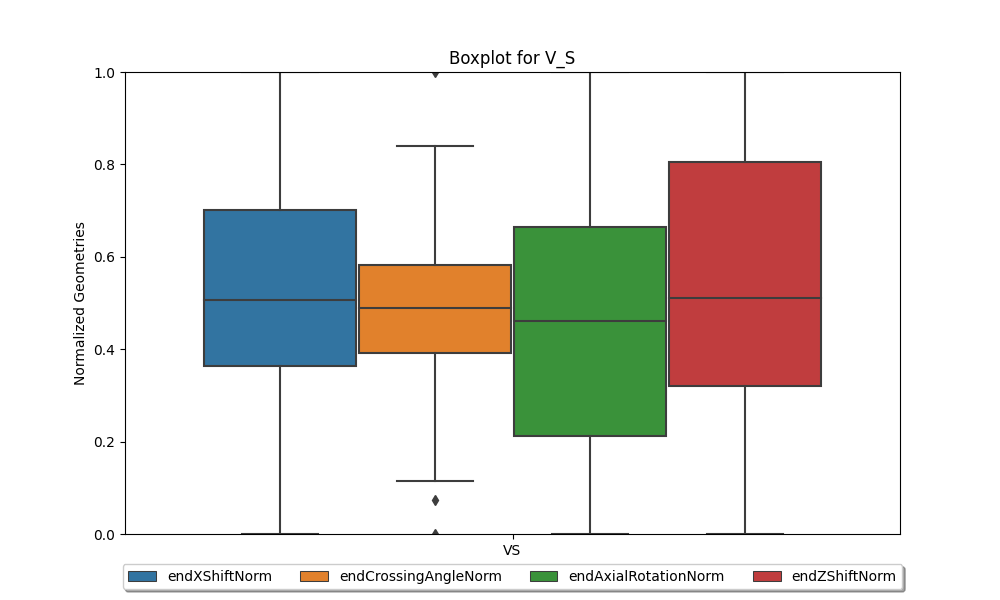 Boxplot for V_S
1.0
0.8
0.6
0.4
0.2
0.0
Normalized Geometries
VS
endXShiftNorm endCrossingAngleNorm endAxialRotationNorm endZShiftNorm